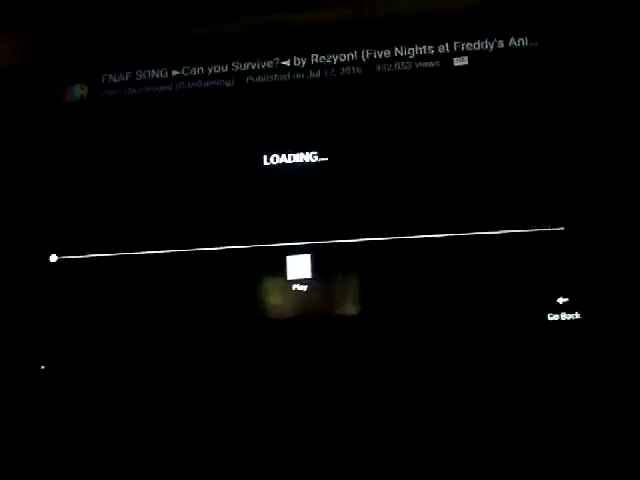 FNAF SONG ►Can you Survive?◄ by Rezyon! (Five Nights at Freddy's Ani...
Published on Jul 17, 2016 views
LOADING...
Play
Go Back